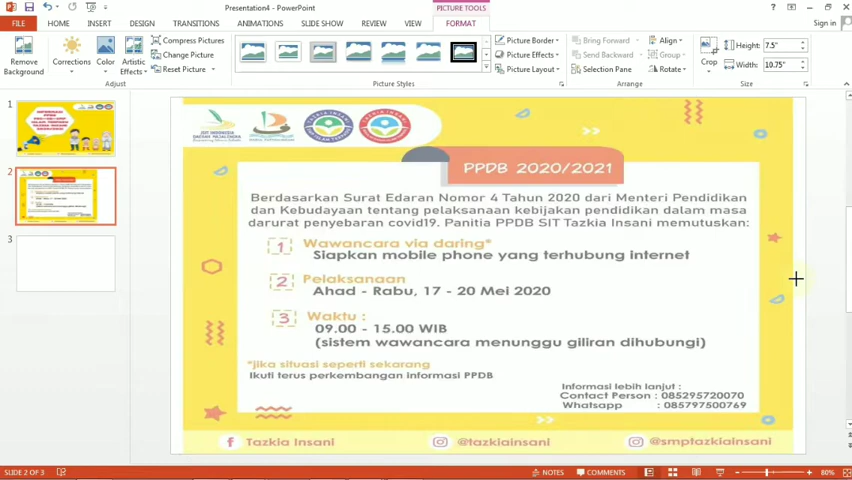 Presentation4 - PowerPoint
PICTURE TOOLS
Sign in
FILE HOME INSERT DESIGN TRANSITIONS ANIMATIONS SLIDE SHOW REVIEW VIEW FORMAT
Remove Background
Corrections
Color
Artistic Effects
Compress Pictures
Change Picture
Reset Picture
Picture Border
Picture Effects
Picture Layout
Bring Forward
Send Backward
Selection Pane
Align
Group
Rotate
Crop
Height: 7.5"
Width: 10.75"
Adjust
Picture Styles
Arrange
Size
1
2
3
PPDB 2020/2021
Berdasarkan Surat Edaran Nomor 4 Tahun 2020 dari Menteri Pendidikan
dan Kebudayaan tentang pelaksanaan kebijakan pendidikan dalam masa
darurat penyebaran covid19. Panitia PPDB SIT Tazkia Insani memutuskan:
1 Wawancara via daring*
Siapkan mobile phone yang terhubung internet
2 Pelaksanaan
Ahad - Rabu, 17 - 20 Mei 2020
3 Waktu :
09.00 - 15.00 WIB
(sistem wawancara menunggu giliran dihubungi)
*jika situasi seperti sekarang
Ikuti terus perkembangan informasi PPDB
Informasi lebih lanjut :
Contact Person : 085295720070
Whatsapp : 085797500769
Tazkia Insani
@tazkiainsani
@smptazkiainsani
SLIDE 2 OF 3
NOTES
COMMENTS
80%